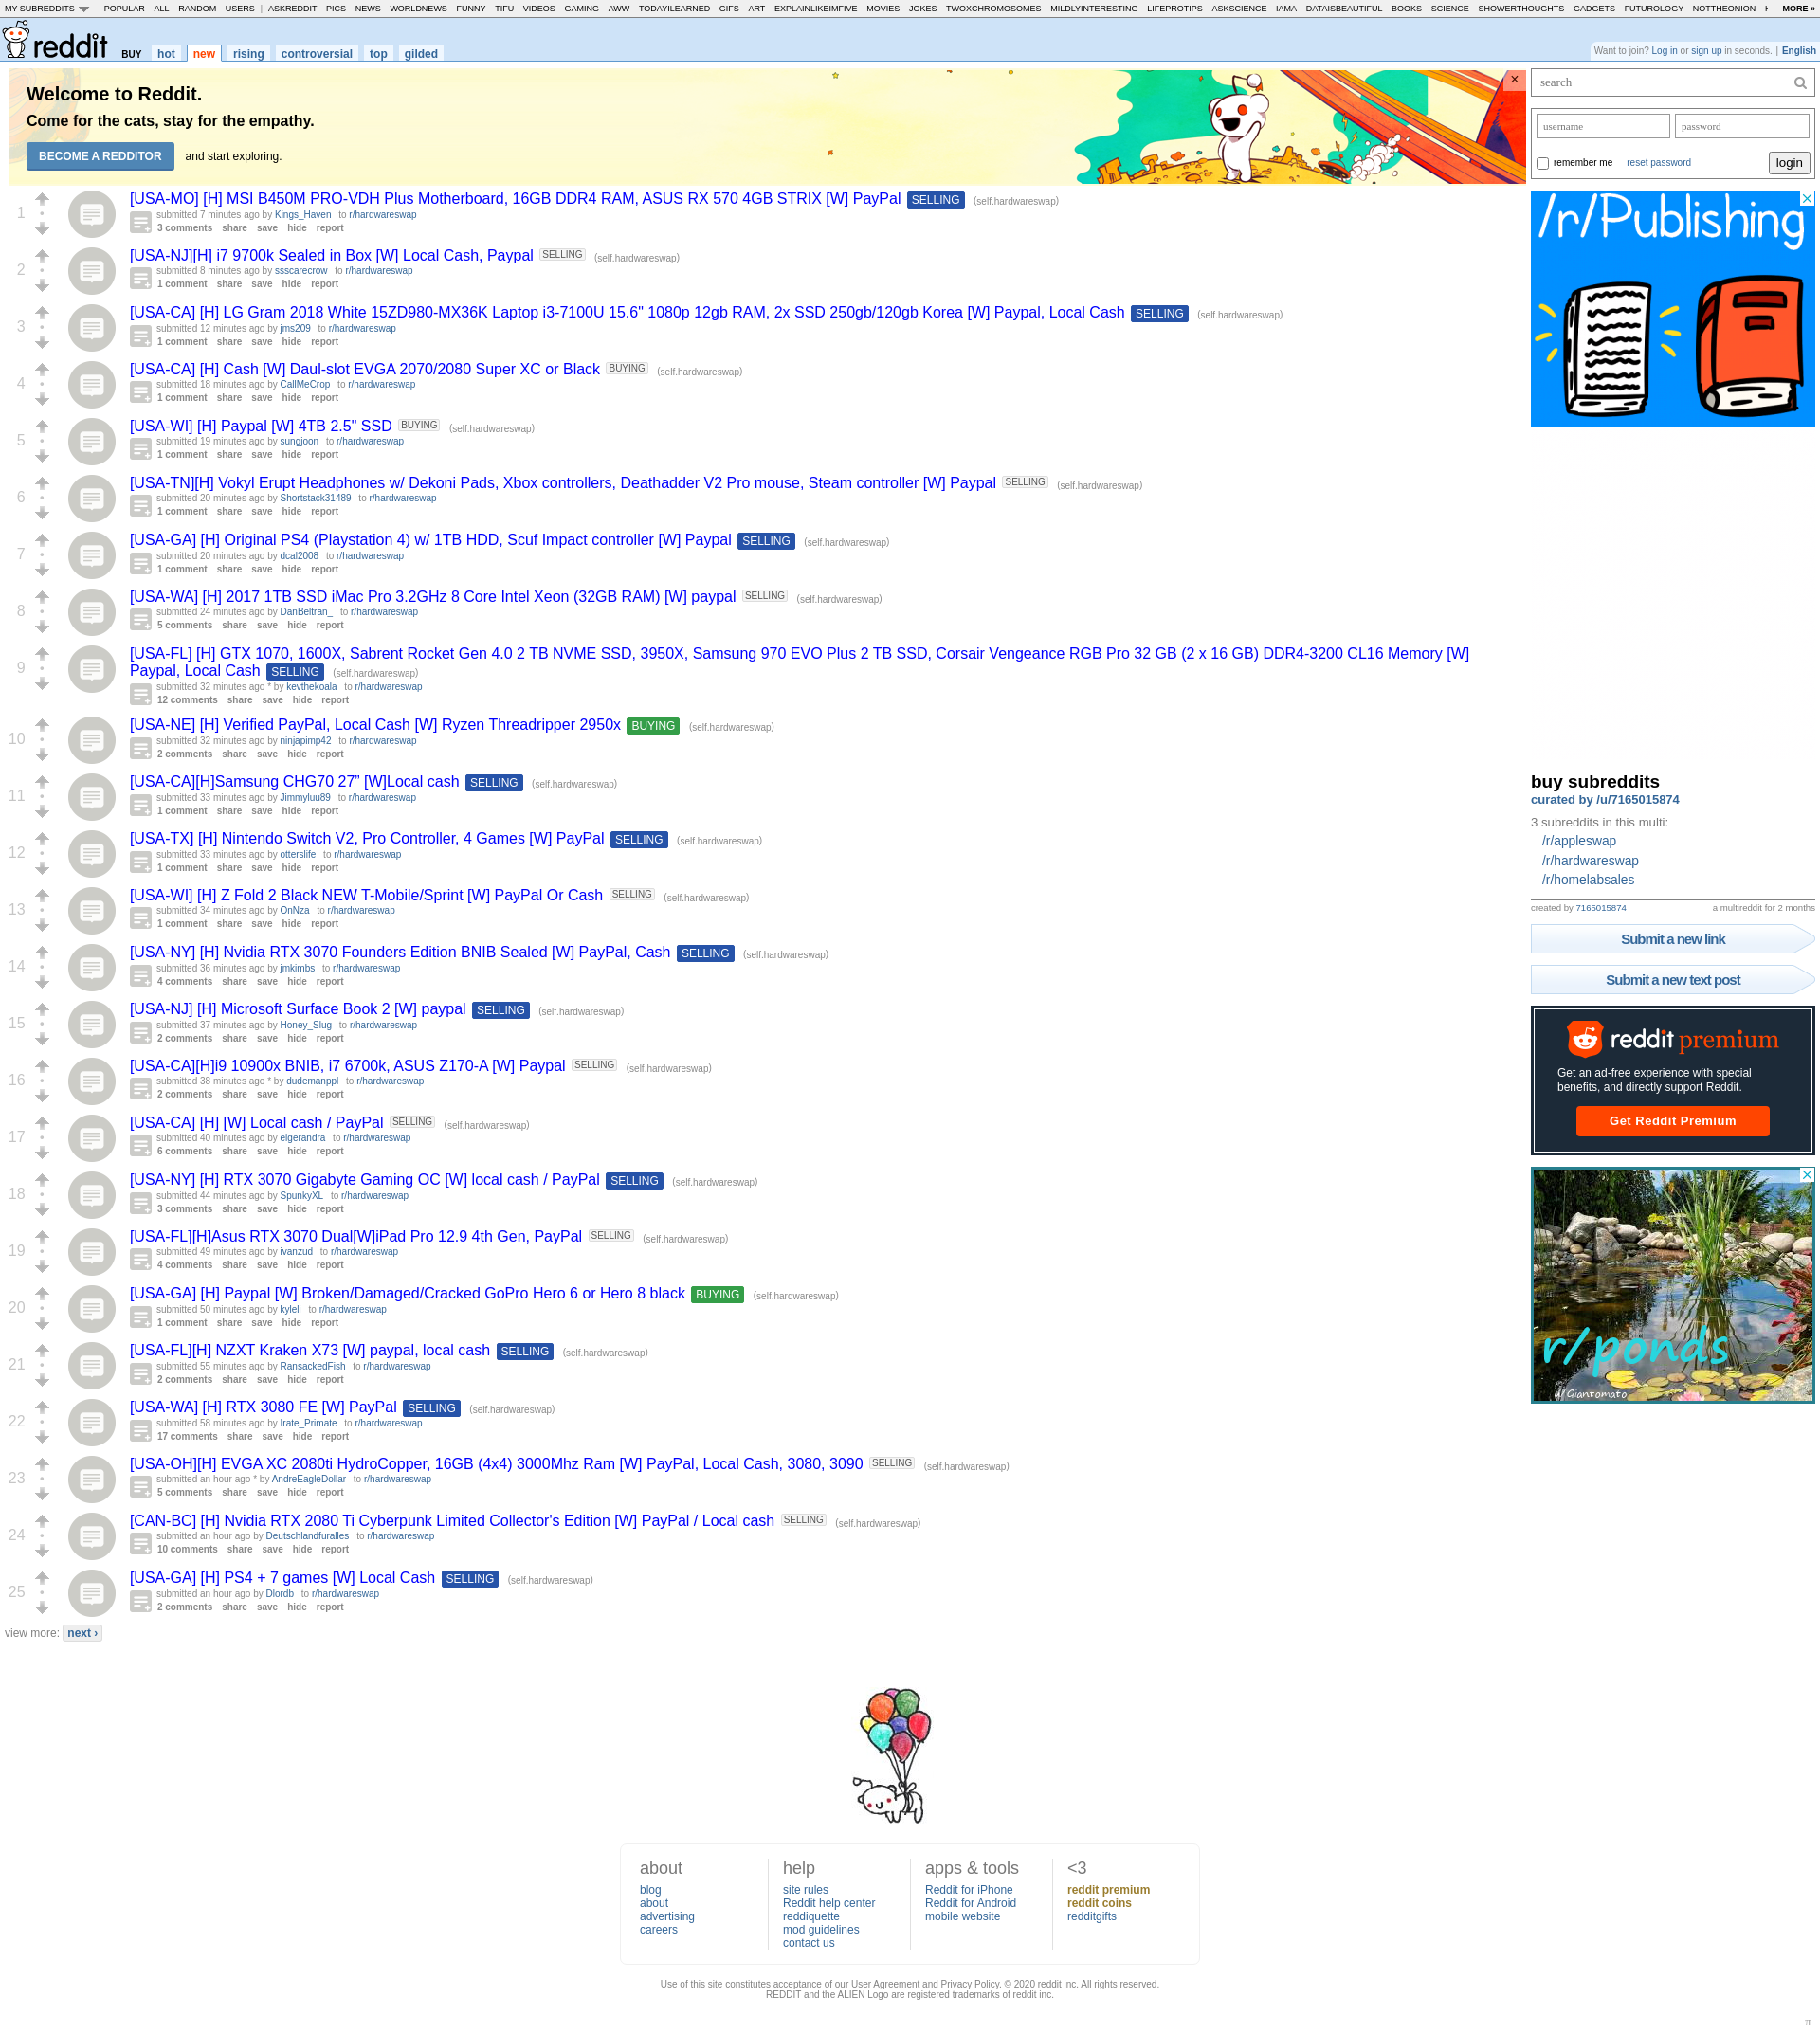 MY SUBREDDITS POPULAR - ALL - RANDOM - USERS | ASKREDDIT - PICS - NEWS - WORLDNEWS - FUNNY - TIFU - VIDEOS - GAMING - AWW - TODAYILEARNED - GIFS - ART - EXPLAINLIKEIMFIVE - MOVIES - JOKES - TWOXCHROMOSOMES - MILDLYINTERESTING - LIFEPROTIPS - ASKSCIENCE - IAMA - DATAISBEAUTIFUL - BOOKS - SCIENCE - SHOWERTHOUGHTS - GADGETS - FUTUROLOGY - NOTTHEONION - MORE »
reddit BUY hot new rising controversial top gilded
Want to join? Log in or sign up in seconds. | English
Welcome to Reddit.
Come for the cats, stay for the empathy.
BECOME A REDDITOR and start exploring.
×
1
[USA-MO] [H] MSI B450M PRO-VDH Plus Motherboard, 16GB DDR4 RAM, ASUS RX 570 4GB STRIX [W] PayPal SELLING (self.hardwareswap)
submitted 7 minutes ago by Kings_Haven to r/hardwareswap
3 comments share save hide report
2
[USA-NJ][H] i7 9700k Sealed in Box [W] Local Cash, Paypal SELLING (self.hardwareswap)
submitted 8 minutes ago by ssscarecrow to r/hardwareswap
1 comment share save hide report
3
[USA-CA] [H] LG Gram 2018 White 15ZD980-MX36K Laptop i3-7100U 15.6" 1080p 12gb RAM, 2x SSD 250gb/120gb Korea [W] Paypal, Local Cash SELLING (self.hardwareswap)
submitted 12 minutes ago by jms209 to r/hardwareswap
1 comment share save hide report
4
[USA-CA] [H] Cash [W] Daul-slot EVGA 2070/2080 Super XC or Black BUYING (self.hardwareswap)
submitted 18 minutes ago by CallMeCrop to r/hardwareswap
1 comment share save hide report
5
[USA-WI] [H] Paypal [W] 4TB 2.5" SSD BUYING (self.hardwareswap)
submitted 19 minutes ago by sungjoon to r/hardwareswap
1 comment share save hide report
6
[USA-TN][H] Vokyl Erupt Headphones w/ Dekoni Pads, Xbox controllers, Deathadder V2 Pro mouse, Steam controller [W] Paypal SELLING (self.hardwareswap)
submitted 20 minutes ago by Shortstack31489 to r/hardwareswap
1 comment share save hide report
7
[USA-GA] [H] Original PS4 (Playstation 4) w/ 1TB HDD, Scuf Impact controller [W] Paypal SELLING (self.hardwareswap)
submitted 20 minutes ago by dcal2008 to r/hardwareswap
1 comment share save hide report
8
[USA-WA] [H] 2017 1TB SSD iMac Pro 3.2GHz 8 Core Intel Xeon (32GB RAM) [W] paypal SELLING (self.hardwareswap)
submitted 24 minutes ago by DanBeltran_ to r/hardwareswap
5 comments share save hide report
9
[USA-FL] [H] GTX 1070, 1600X, Sabrent Rocket Gen 4.0 2 TB NVME SSD, 3950X, Samsung 970 EVO Plus 2 TB SSD, Corsair Vengeance RGB Pro 32 GB (2 x 16 GB) DDR4-3200 CL16 Memory [W]
Paypal, Local Cash SELLING (self.hardwareswap)
submitted 32 minutes ago * by kevthekoala to r/hardwareswap
12 comments share save hide report
10
[USA-NE] [H] Verified PayPal, Local Cash [W] Ryzen Threadripper 2950x BUYING (self.hardwareswap)
submitted 32 minutes ago by ninjapimp42 to r/hardwareswap
2 comments share save hide report
11
[USA-CA][H]Samsung CHG70 27” [W]Local cash SELLING (self.hardwareswap)
submitted 33 minutes ago by Jimmyluu89 to r/hardwareswap
1 comment share save hide report
12
[USA-TX] [H] Nintendo Switch V2, Pro Controller, 4 Games [W] PayPal SELLING (self.hardwareswap)
submitted 33 minutes ago by otterslife to r/hardwareswap
1 comment share save hide report
13
[USA-WI] [H] Z Fold 2 Black NEW T-Mobile/Sprint [W] PayPal Or Cash SELLING (self.hardwareswap)
submitted 34 minutes ago by OnNza to r/hardwareswap
1 comment share save hide report
14
[USA-NY] [H] Nvidia RTX 3070 Founders Edition BNIB Sealed [W] PayPal, Cash SELLING (self.hardwareswap)
submitted 36 minutes ago by jmkimbs to r/hardwareswap
4 comments share save hide report
15
[USA-NJ] [H] Microsoft Surface Book 2 [W] paypal SELLING (self.hardwareswap)
submitted 37 minutes ago by Honey_Slug to r/hardwareswap
2 comments share save hide report
16
[USA-CA][H]i9 10900x BNIB, i7 6700k, ASUS Z170-A [W] Paypal SELLING (self.hardwareswap)
submitted 38 minutes ago * by dudemanppl to r/hardwareswap
2 comments share save hide report
17
[USA-CA] [H] [W] Local cash / PayPal SELLING (self.hardwareswap)
submitted 40 minutes ago by eigerandra to r/hardwareswap
6 comments share save hide report
18
[USA-NY] [H] RTX 3070 Gigabyte Gaming OC [W] local cash / PayPal SELLING (self.hardwareswap)
submitted 44 minutes ago by SpunkyXL to r/hardwareswap
3 comments share save hide report
19
[USA-FL][H]Asus RTX 3070 Dual[W]iPad Pro 12.9 4th Gen, PayPal SELLING (self.hardwareswap)
submitted 49 minutes ago by ivanzud to r/hardwareswap
4 comments share save hide report
20
[USA-GA] [H] Paypal [W] Broken/Damaged/Cracked GoPro Hero 6 or Hero 8 black BUYING (self.hardwareswap)
submitted 50 minutes ago by kyleli to r/hardwareswap
1 comment share save hide report
21
[USA-FL][H] NZXT Kraken X73 [W] paypal, local cash SELLING (self.hardwareswap)
submitted 55 minutes ago by RansackedFish to r/hardwareswap
2 comments share save hide report
22
[USA-WA] [H] RTX 3080 FE [W] PayPal SELLING (self.hardwareswap)
submitted 58 minutes ago by Irate_Primate to r/hardwareswap
17 comments share save hide report
23
[USA-OH][H] EVGA XC 2080ti HydroCopper, 16GB (4x4) 3000Mhz Ram [W] PayPal, Local Cash, 3080, 3090 SELLING (self.hardwareswap)
submitted an hour ago * by AndreEagleDollar to r/hardwareswap
5 comments share save hide report
24
[CAN-BC] [H] Nvidia RTX 2080 Ti Cyberpunk Limited Collector's Edition [W] PayPal / Local cash SELLING (self.hardwareswap)
submitted an hour ago by Deutschlandfuralles to r/hardwareswap
10 comments share save hide report
25
[USA-GA] [H] PS4 + 7 games [W] Local Cash SELLING (self.hardwareswap)
submitted an hour ago by Dlordb to r/hardwareswap
2 comments share save hide report
view more: next ›
search
username password
remember me reset password login
/r/Publishing
buy subreddits
curated by /u/7165015874
3 subreddits in this multi:
/r/appleswap
/r/hardwareswap
/r/homelabsales
created by 7165015874 a multireddit for 2 months
Submit a new link
Submit a new text post
reddit premium
Get an ad-free experience with special
benefits, and directly support Reddit.
Get Reddit Premium
r/ponds
u/Giantomato
about
blog
about
advertising
careers
help
site rules
Reddit help center
reddiquette
mod guidelines
contact us
apps & tools
Reddit for iPhone
Reddit for Android
mobile website
<3
reddit premium
reddit coins
redditgifts
Use of this site constitutes acceptance of our User Agreement and Privacy Policy. © 2020 reddit inc. All rights reserved.
REDDIT and the ALIEN Logo are registered trademarks of reddit inc.
π